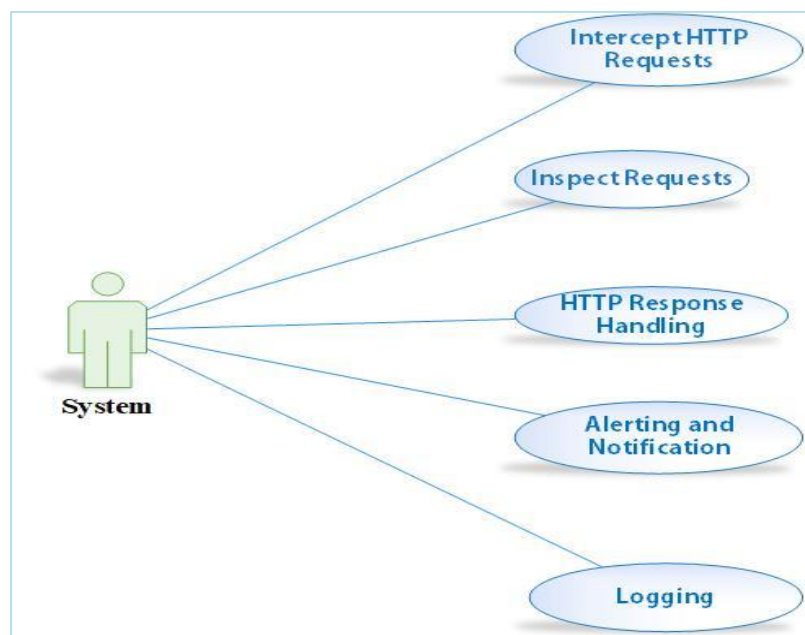 Intercept HTTP
Requests
Inspect Requests
HTTP Response
Handling
System
Alerting and
Notification
Logging